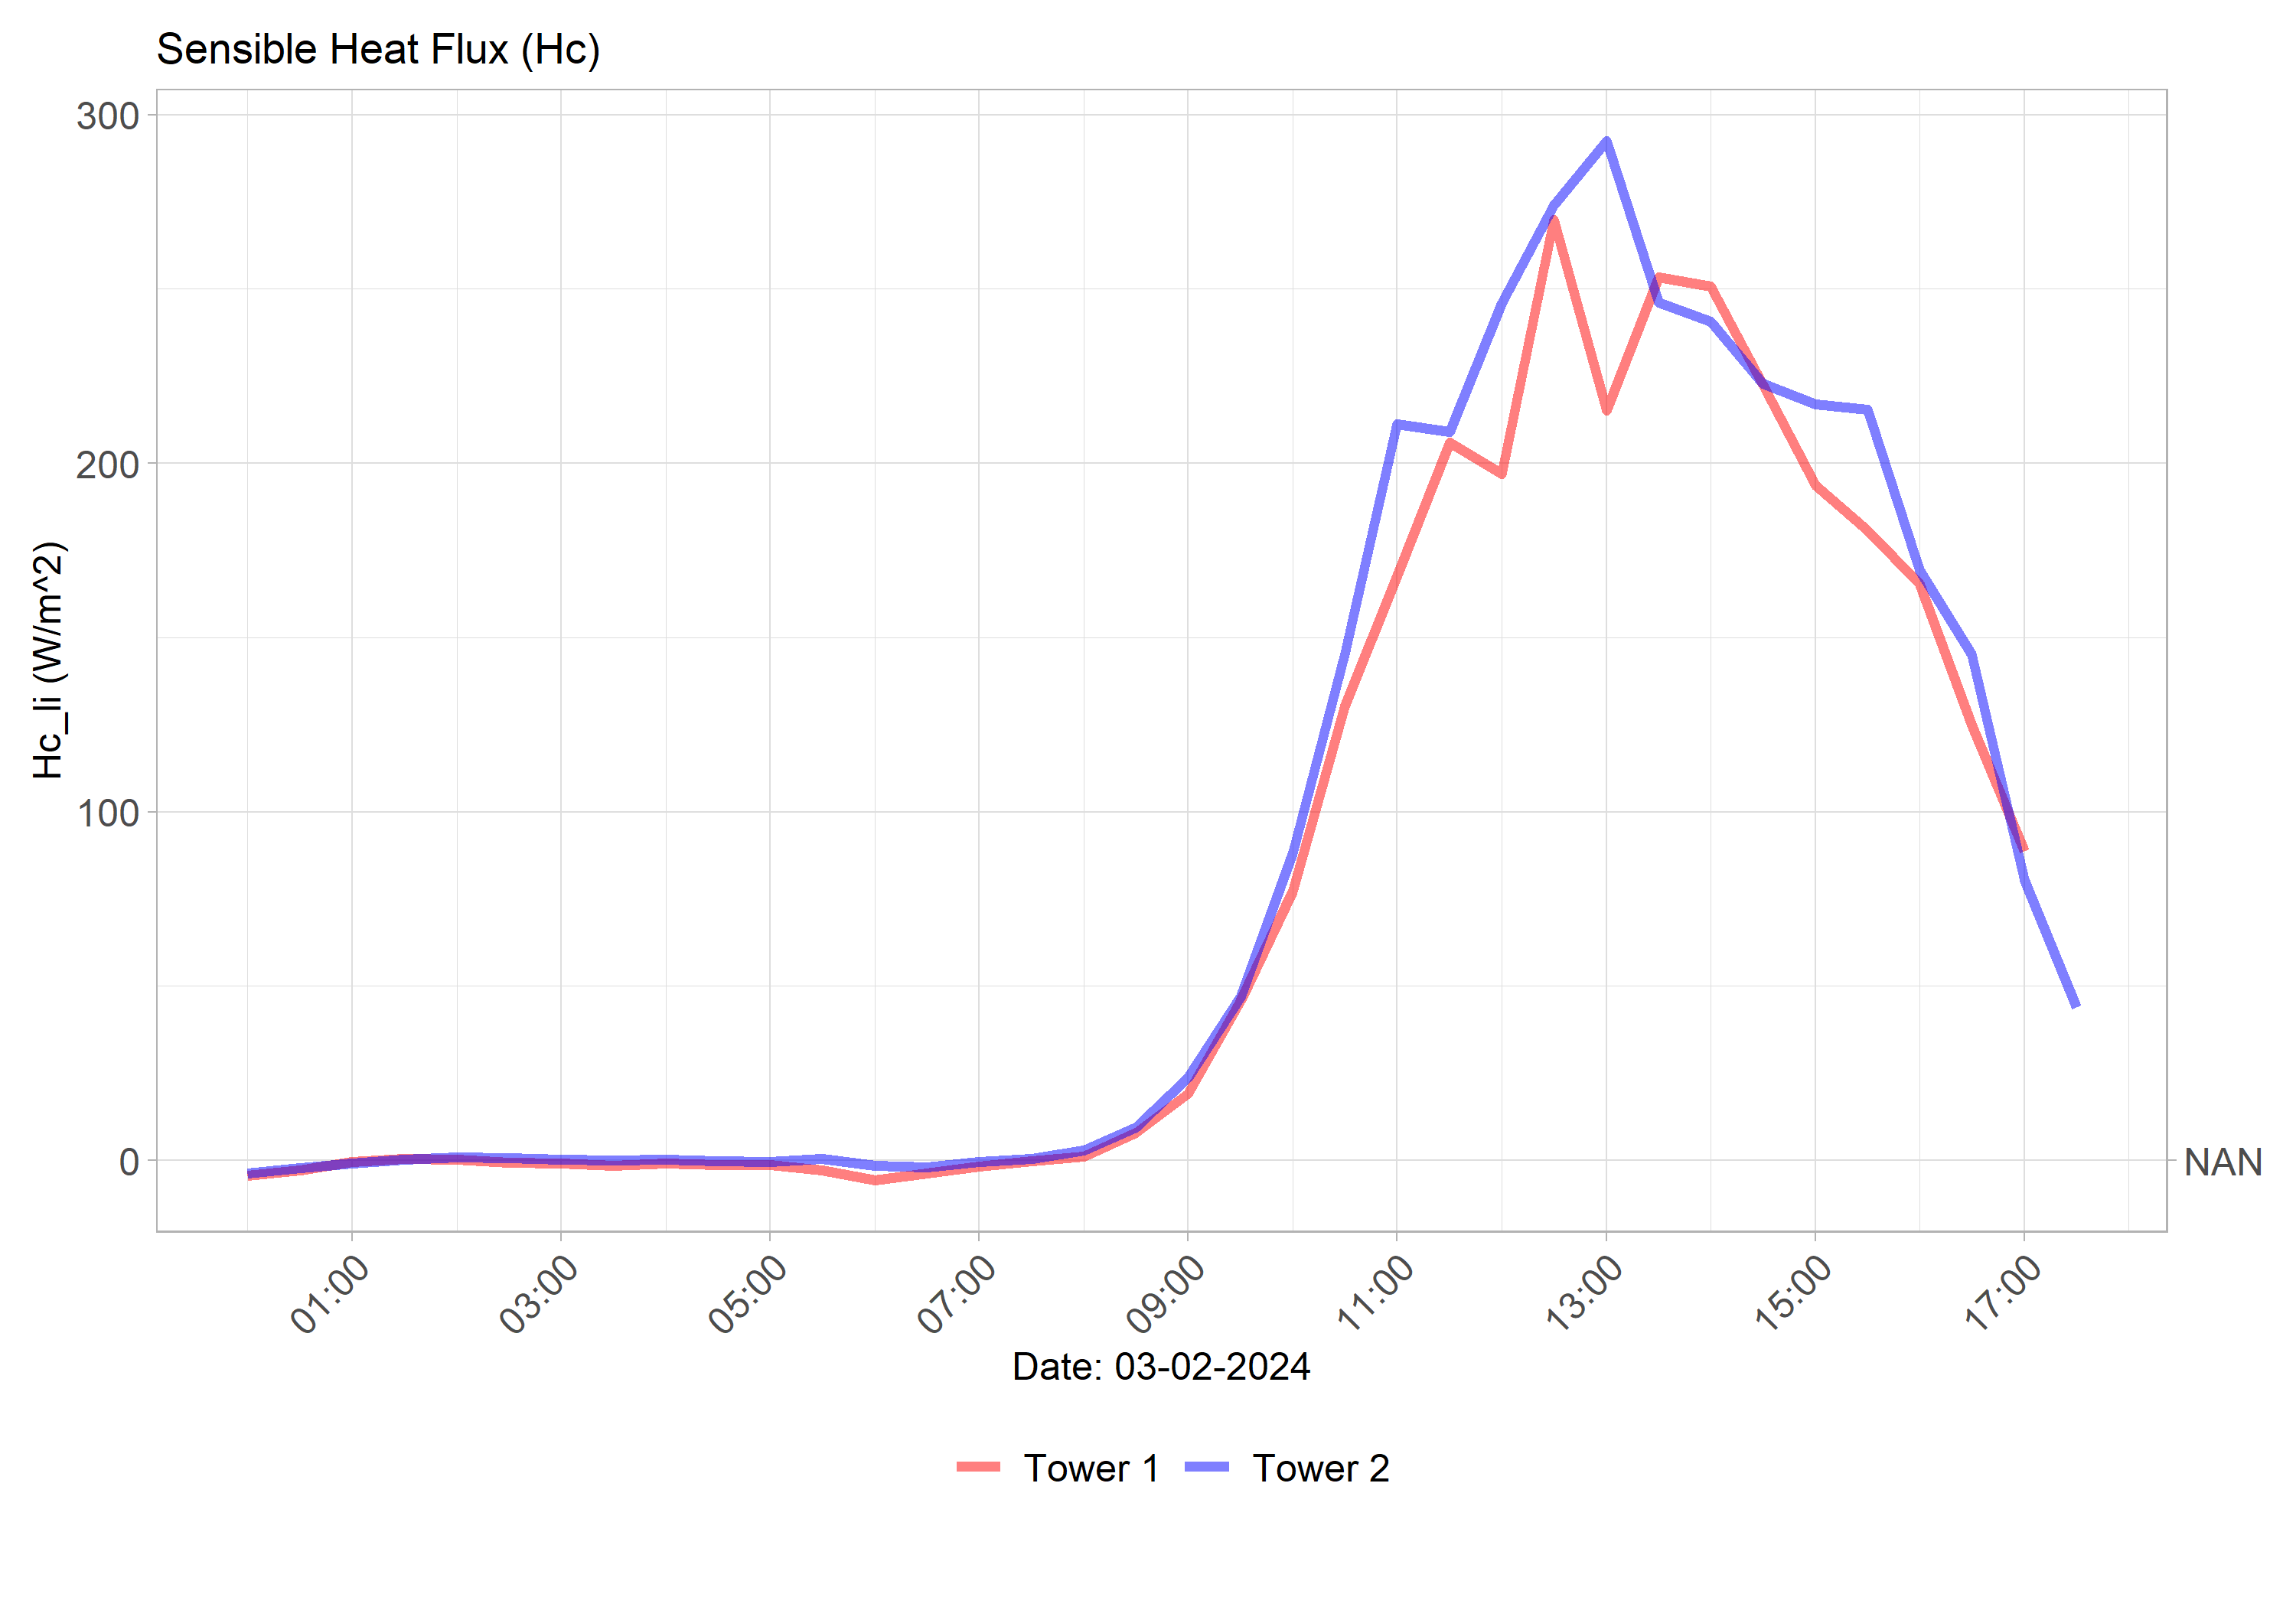 Sensible Heat Flux (Hc)
300
200
100
0
Hc_li (W/m^2)
NAN
01:00
03:00
05:00
07:00
09:00
11:00
13:00
15:00
17:00
Date: 03-02-2024
Tower 1
Tower 2